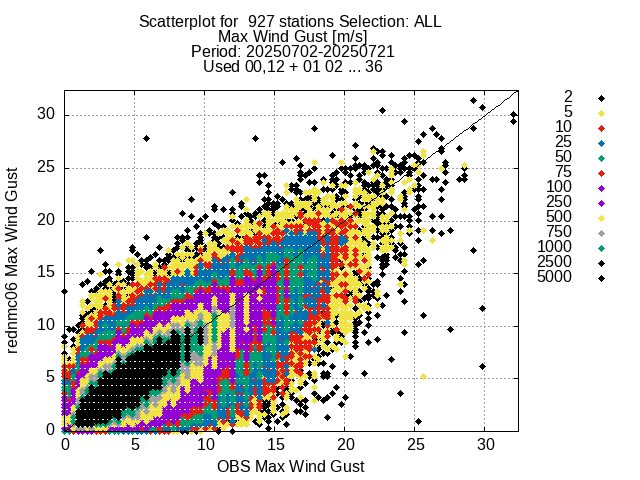 Scatterplot for  927 stations Selection: ALL
Max Wind Gust [m/s]
Period: 20250702-20250721
Used 00,12 + 01 02 ... 36
rednmc06 Max Wind Gust
30
25
20
15
10
5
0
0 5 10 15 20 25 30
OBS Max Wind Gust
2
5
10
25
50
75
100
250
500
750
1000
2500
5000